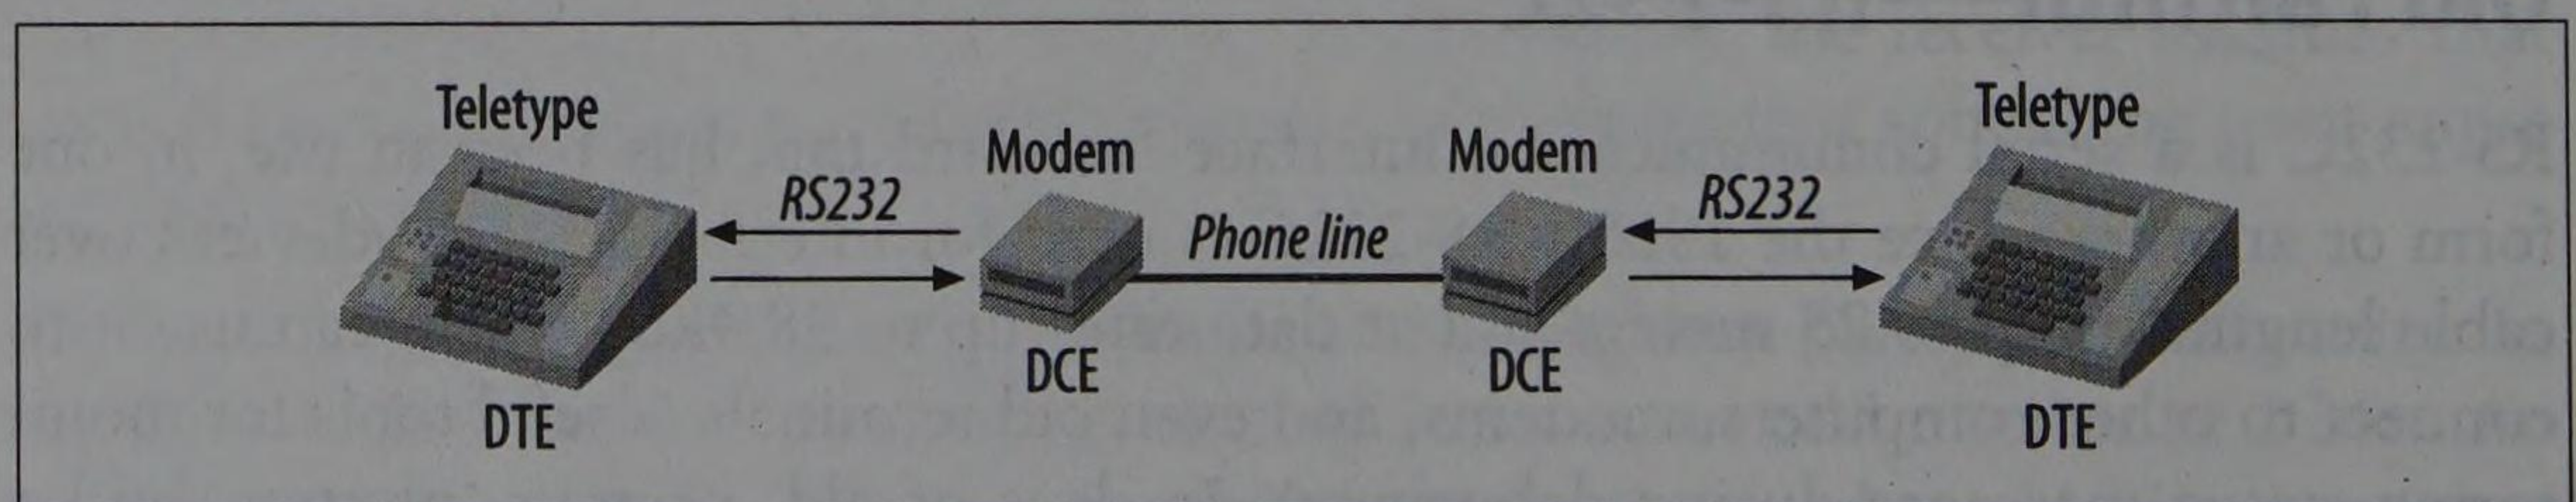 Teletype
Modem
Modem
Teletype
RS232
Phone line
RS232
DCE
DCE
DTE
DTE